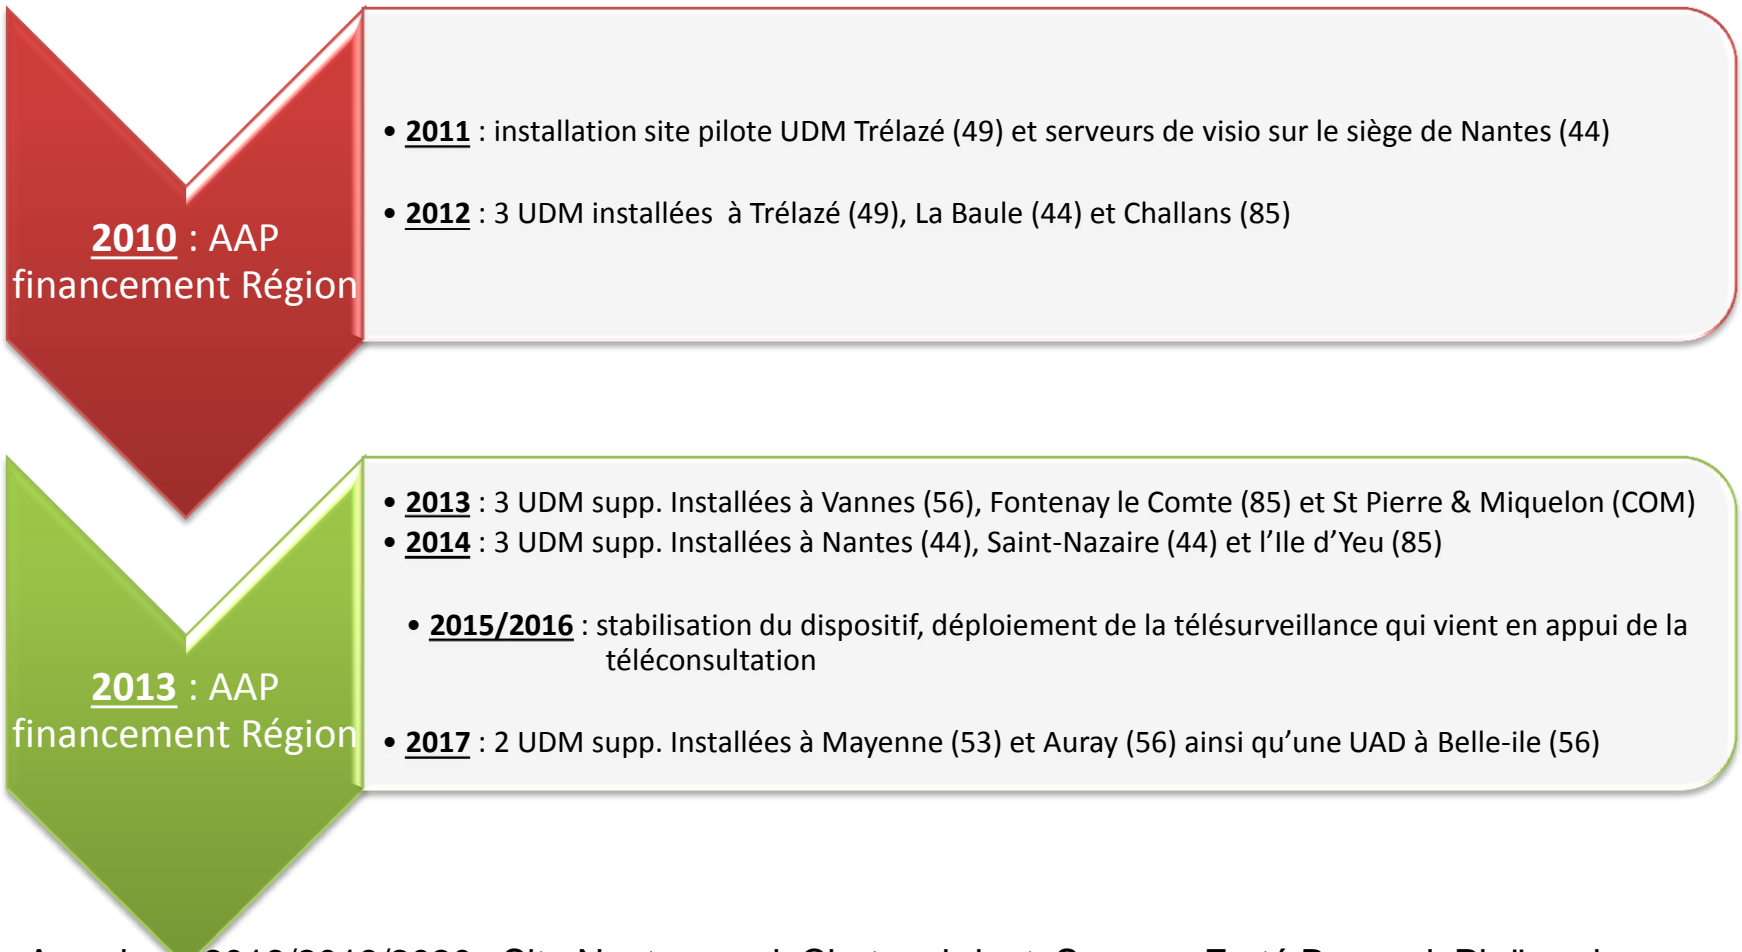 2010 : AAP
financement Région
• 2011 : installation site pilote UDM Trélazé (49) et serveurs de visio sur le siège de Nantes (44)
• 2012 : 3 UDM installées à Trélazé (49), La Baule (44) et Challans (85)
2013 : AAP
financement Région
• 2013 : 3 UDM supp. Installées à Vannes (56), Fontenay le Comte (85) et St Pierre & Miquelon (COM)
• 2014 : 3 UDM supp. Installées à Nantes (44), Saint-Nazaire (44) et l’Ile d’Yeu (85)
• 2015/2016 : stabilisation du dispositif, déploiement de la télésurveillance qui vient en appui de la
téléconsultation
• 2017 : 2 UDM supp. Installées à Mayenne (53) et Auray (56) ainsi qu’une UAD à Belle-ile (56)